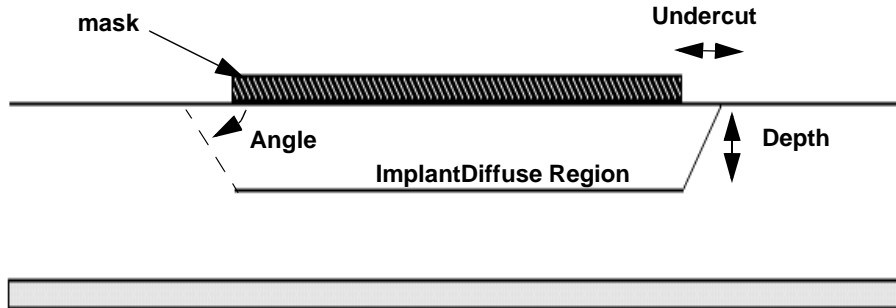 Undercut
mask
Angle
Depth
ImplantDiffuse Region